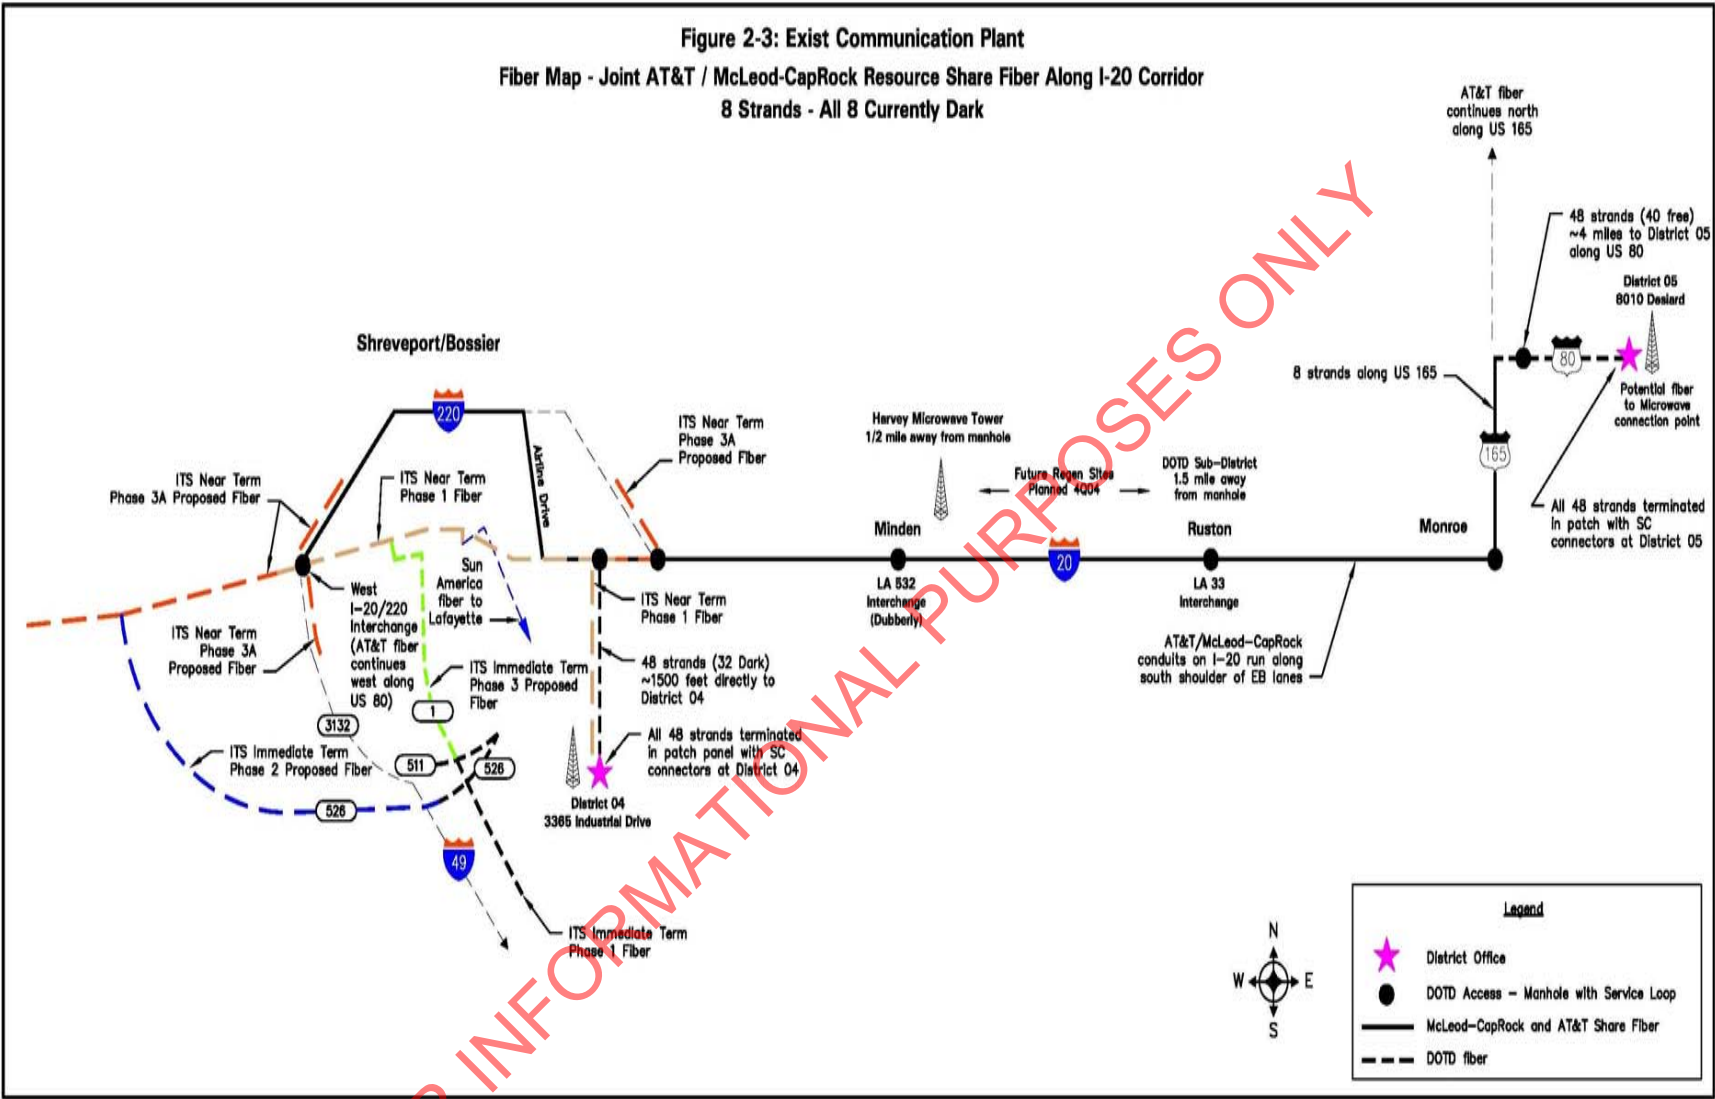 Figure 2-3: Exist Communication Plant
Fiber Map - Joint AT&T / McLeod-CapRock Resource Share Fiber Along I-20 Corridor
8 Strands - All 8 Currently Dark
AT&T fiber
continues north
along US 165
48 strands (40 free)
~4 miles to District 05
along US 80
District 05
8010 Desiard
80
Potential fiber
to Microwave
connection point
8 strands along US 165
165
All 48 strands terminated
in patch with SC
connectors at District 05
Monroe
Shreveport/Bossier
220
Airline Drive
ITS Near Term
Phase 3A
Proposed Fiber
ITS Near Term
Phase 3A Proposed Fiber
ITS Near Term
Phase 1 Fiber
Harvey Microwave Tower
1/2 mile away from manhole
Future Regen Sites
Planned 4Q04
DOTD Sub-District
1.5 mile away
from manhole
Minden
LA 532
Interchange
(Dubberly)
20
Ruston
LA 33
Interchange
AT&T/McLeod-CapRock
conduits on I-20 run along
south shoulder of EB lanes
Sun
America
fiber to
Lafayette
West
I-20/220
Interchange
(AT&T fiber
continues
west along
US 80)
ITS Near Term
Phase 3A
Proposed Fiber
ITS Near Term
Phase 1 Fiber
48 strands (32 Dark)
~1500 feet directly to
District 04
All 48 strands terminated
in patch panel with SC
connectors at District 04
ITS Immediate Term
Phase 3 Proposed
Fiber
3132
1
511
526
ITS Immediate Term
Phase 2 Proposed Fiber
526
49
District 04
3365 Industrial Drive
ITS Immediate Term
Phase 1 Fiber
N
W
E
S
Legend
District Office
DOTD Access - Manhole with Service Loop
McLeod-CapRock and AT&T Share Fiber
DOTD fiber
INFORMATIONAL PURPOSES ONLY